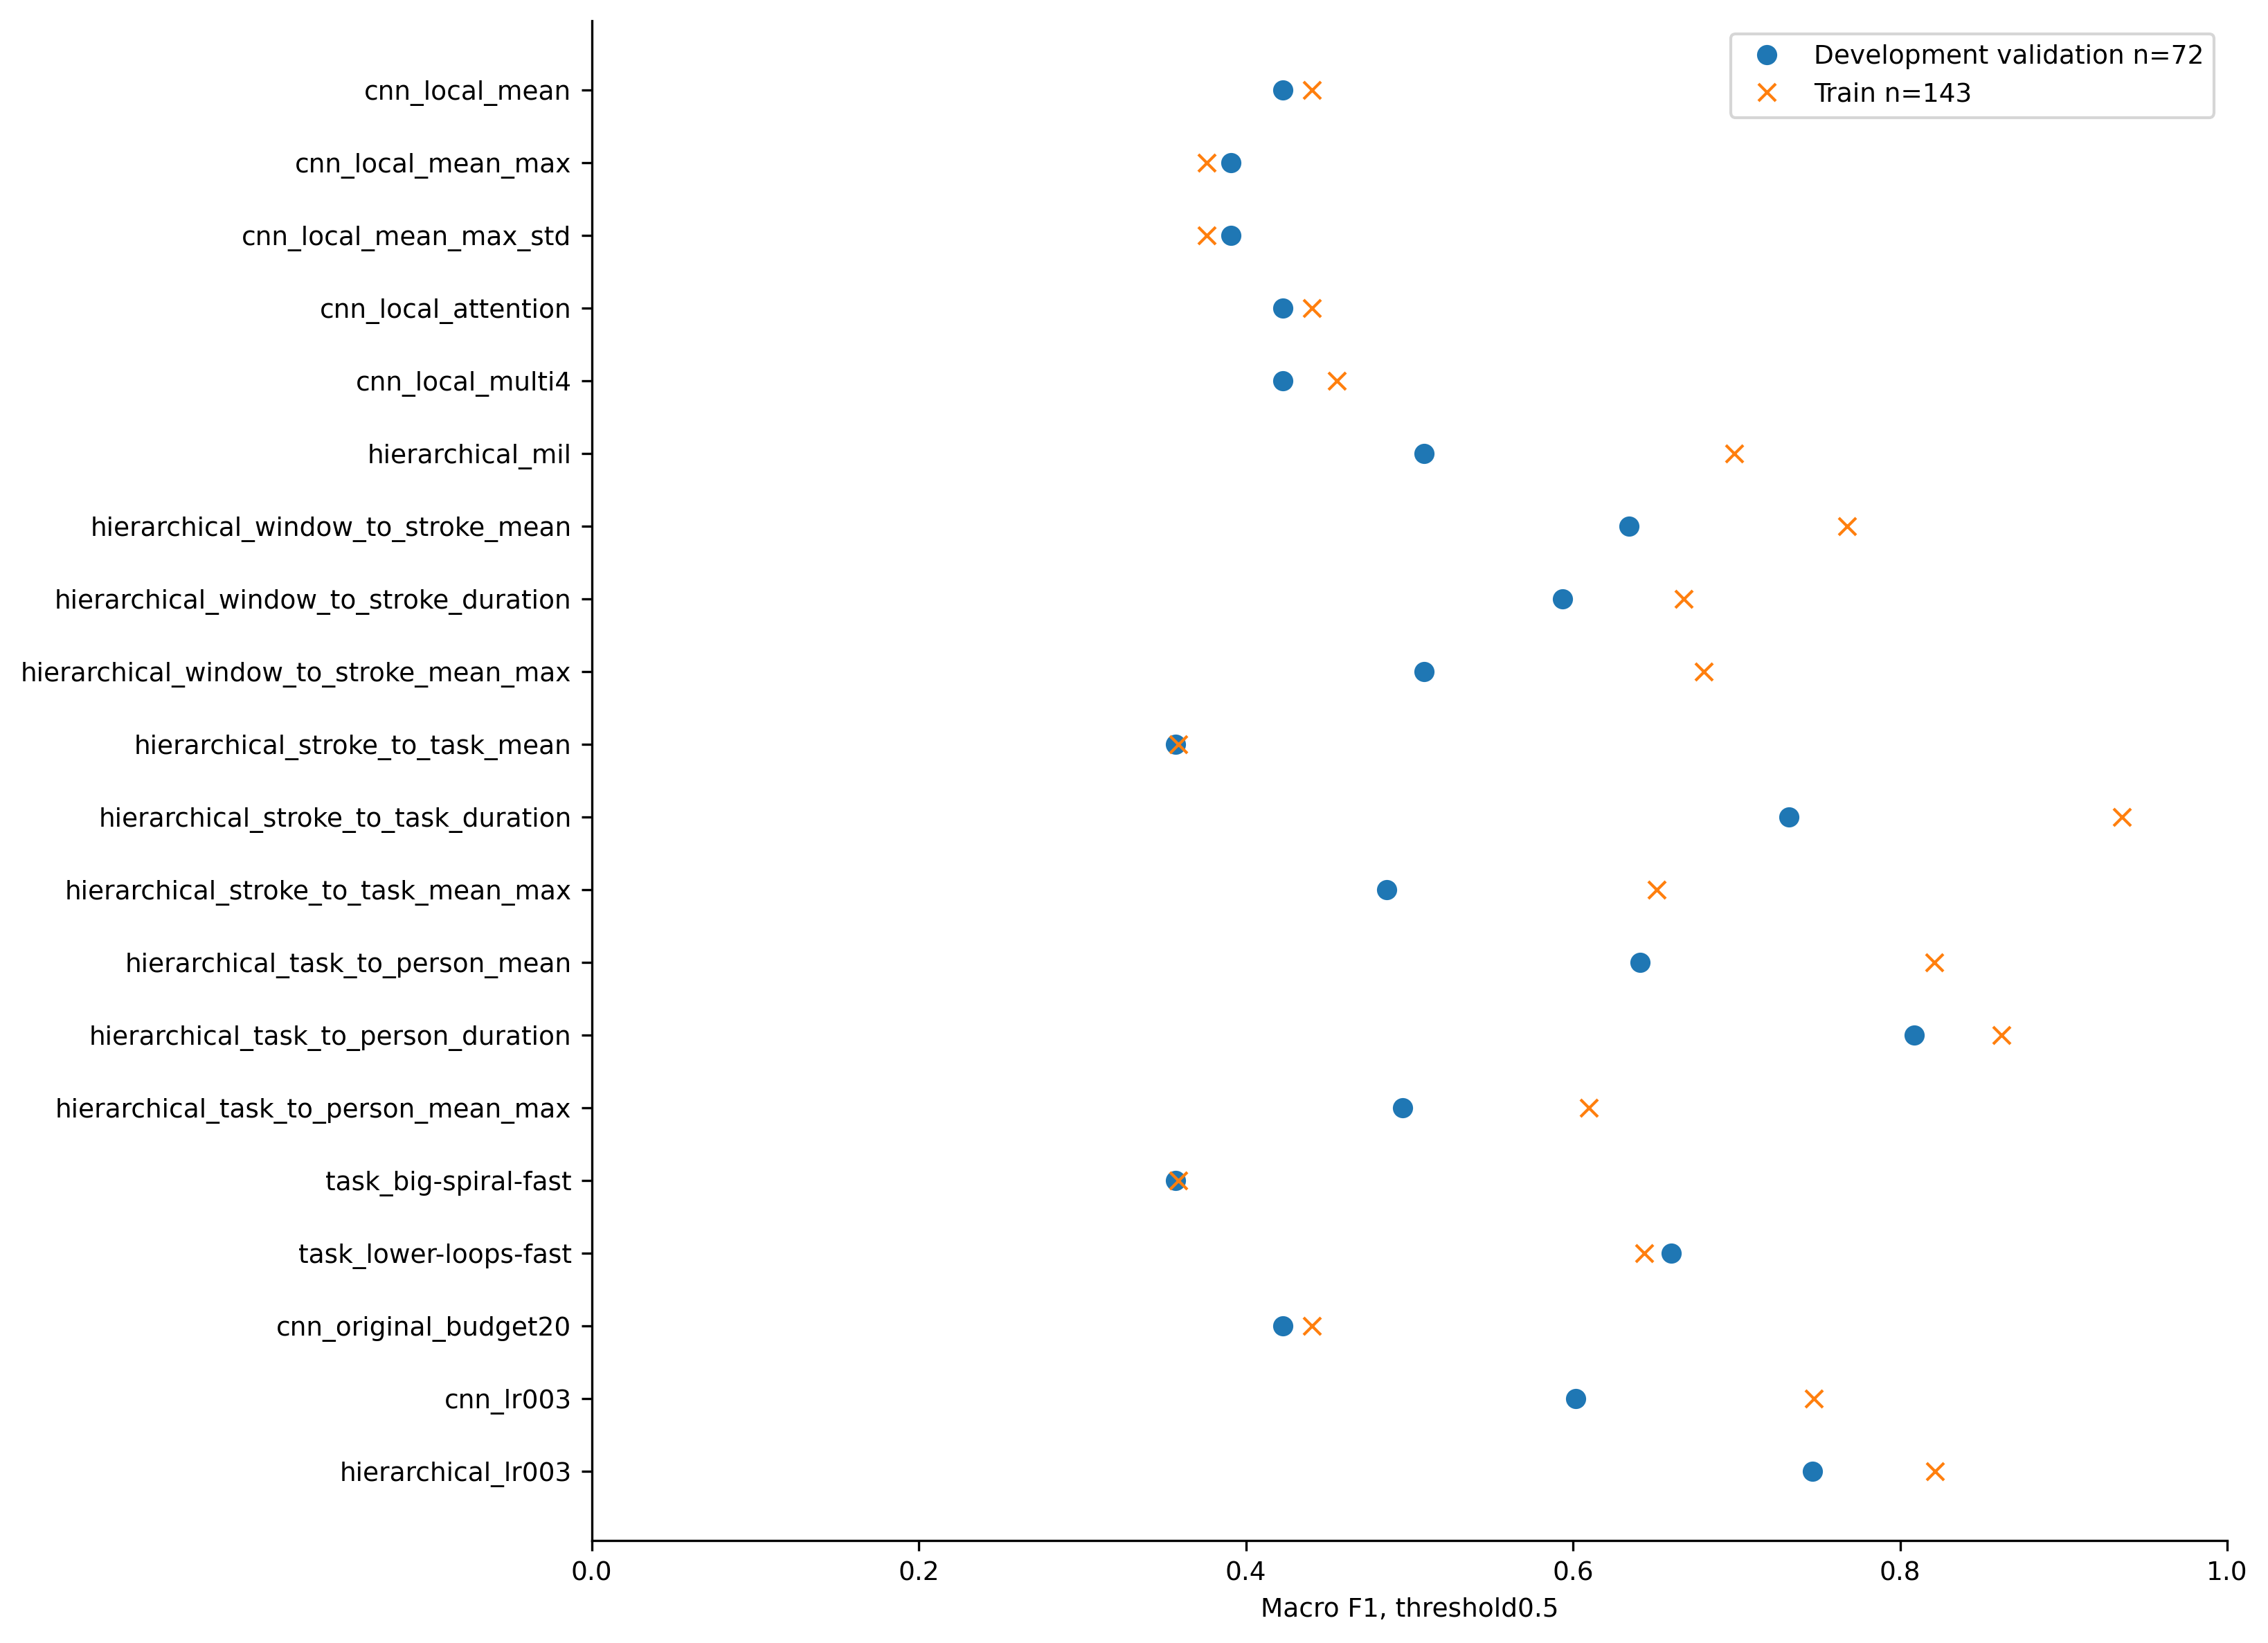 Development validation n=72
Train n=143
cnn_local_mean
cnn_local_mean_max
cnn_local_mean_max_std
cnn_local_attention
cnn_local_multi4
hierarchical_mil
hierarchical_window_to_stroke_mean
hierarchical_window_to_stroke_duration
hierarchical_window_to_stroke_mean_max
hierarchical_stroke_to_task_mean
hierarchical_stroke_to_task_duration
hierarchical_stroke_to_task_mean_max
hierarchical_task_to_person_mean
hierarchical_task_to_person_duration
hierarchical_task_to_person_mean_max
task_big-spiral-fast
task_lower-loops-fast
cnn_original_budget20
cnn_lr003
hierarchical_lr003
0.0 0.2 0.4 0.6 0.8 1.0
Macro F1, threshold0.5